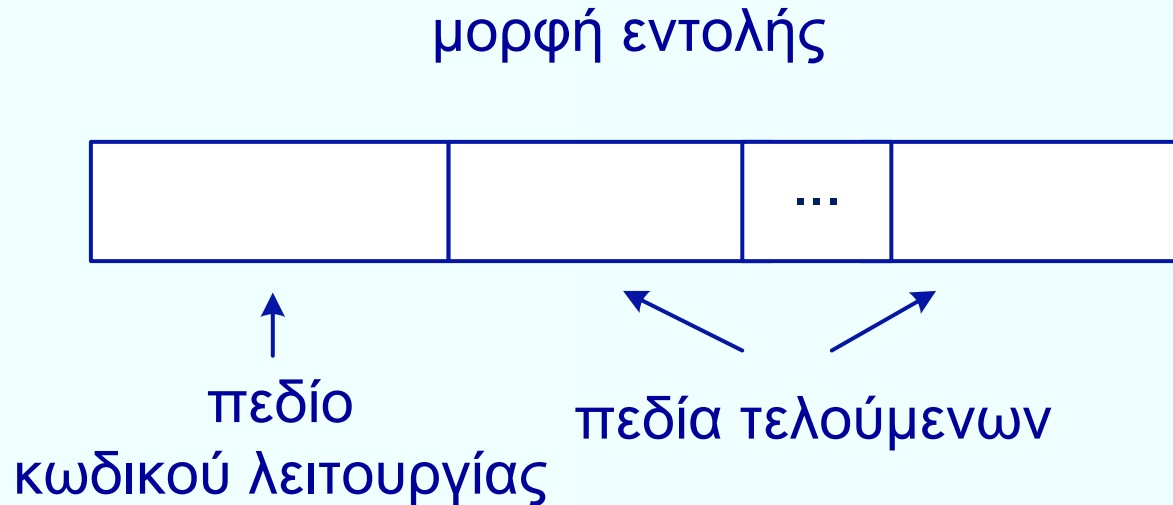 μορφή εντολής
...
πεδίο
κωδικού λειτουργίας
πεδία τελούμενων